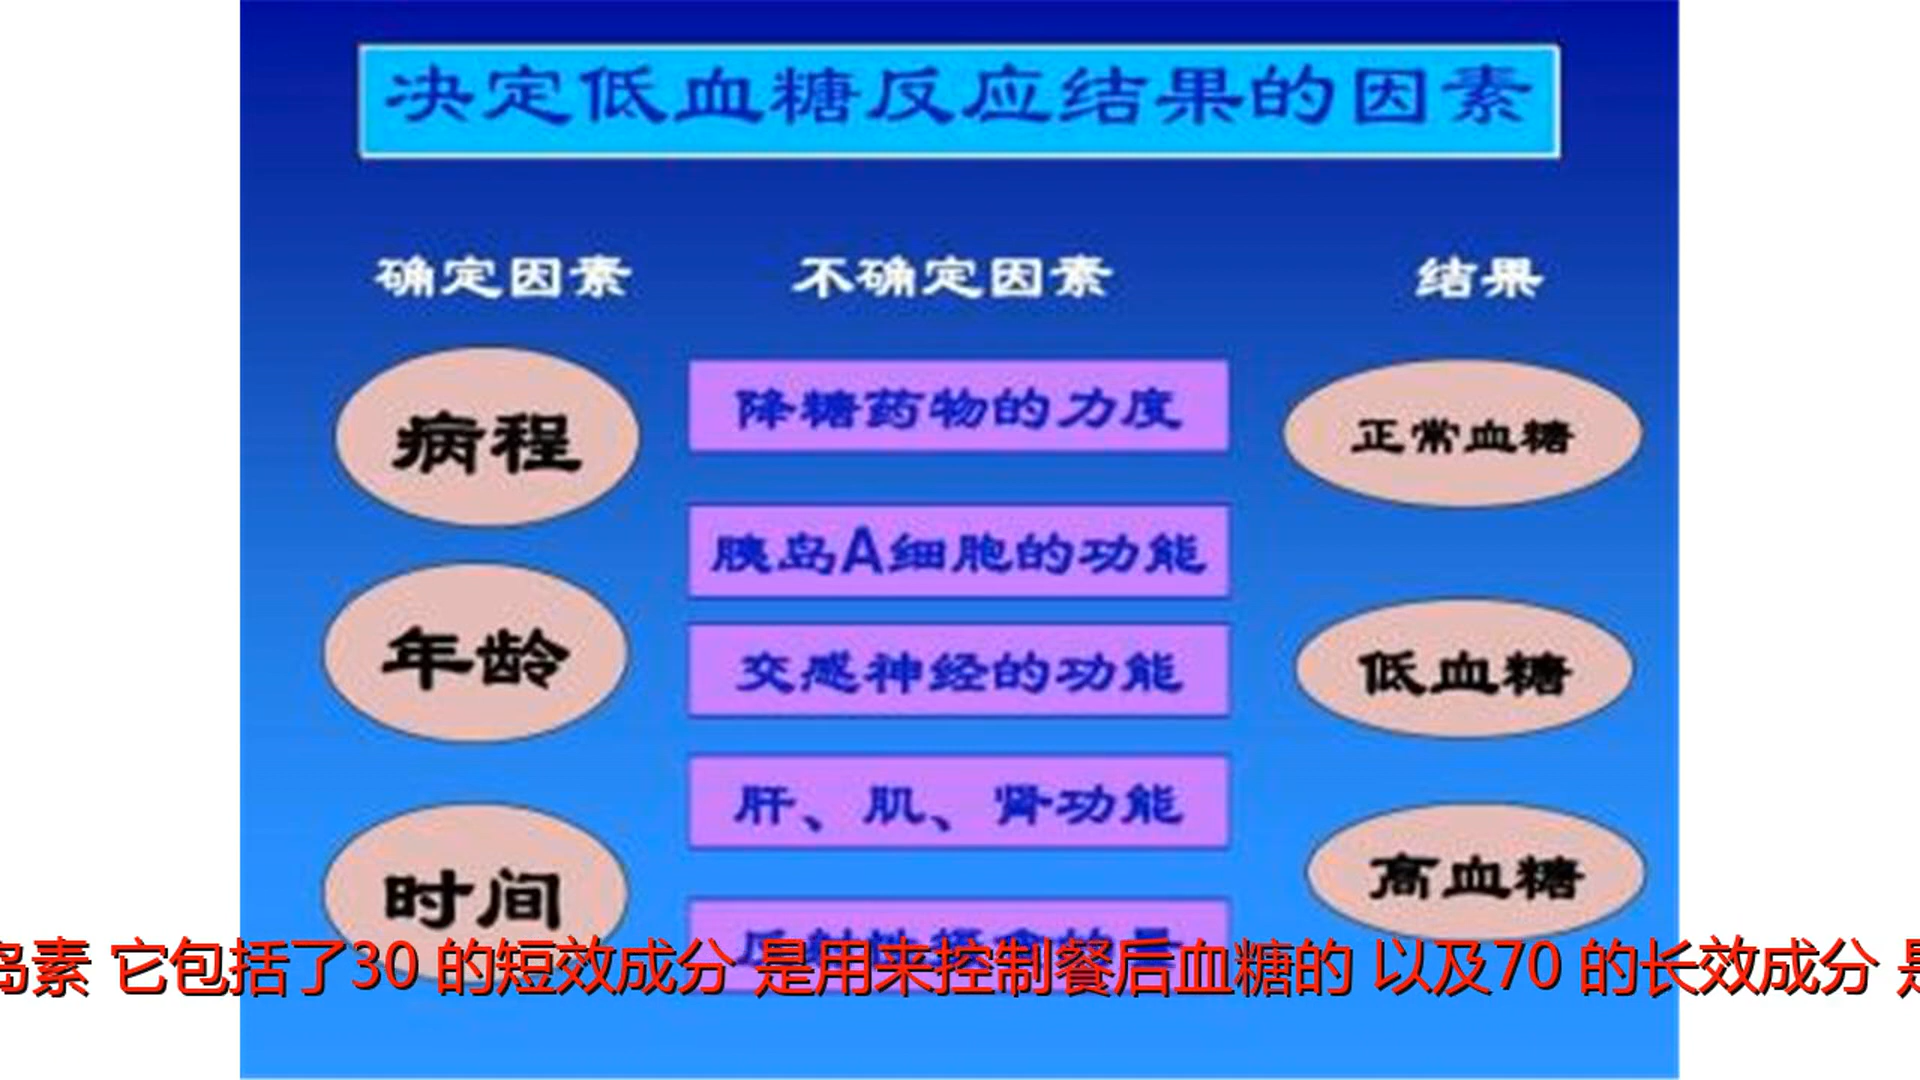 决定低血糖反应结果的因素
确定因素
不确定因素
结果
病程
降糖药物的力度
正常血糖
胰岛A细胞的功能
年龄
交感神经的功能
低血糖
肝、肌、肾功能
时间
高血糖
岛素 它包括了30 的短效成分 是用来控制餐后血糖的 以及70 的长效成分 是